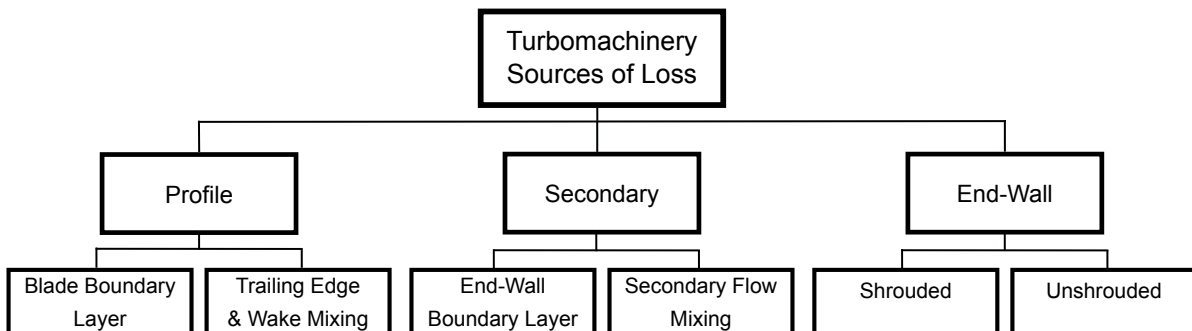 Turbomachinery
Sources of Loss
Profile
Secondary
End-Wall
Blade Boundary
Layer
Trailing Edge
& Wake Mixing
End-Wall
Boundary Layer
Secondary Flow
Mixing
Shrouded
Unshrouded